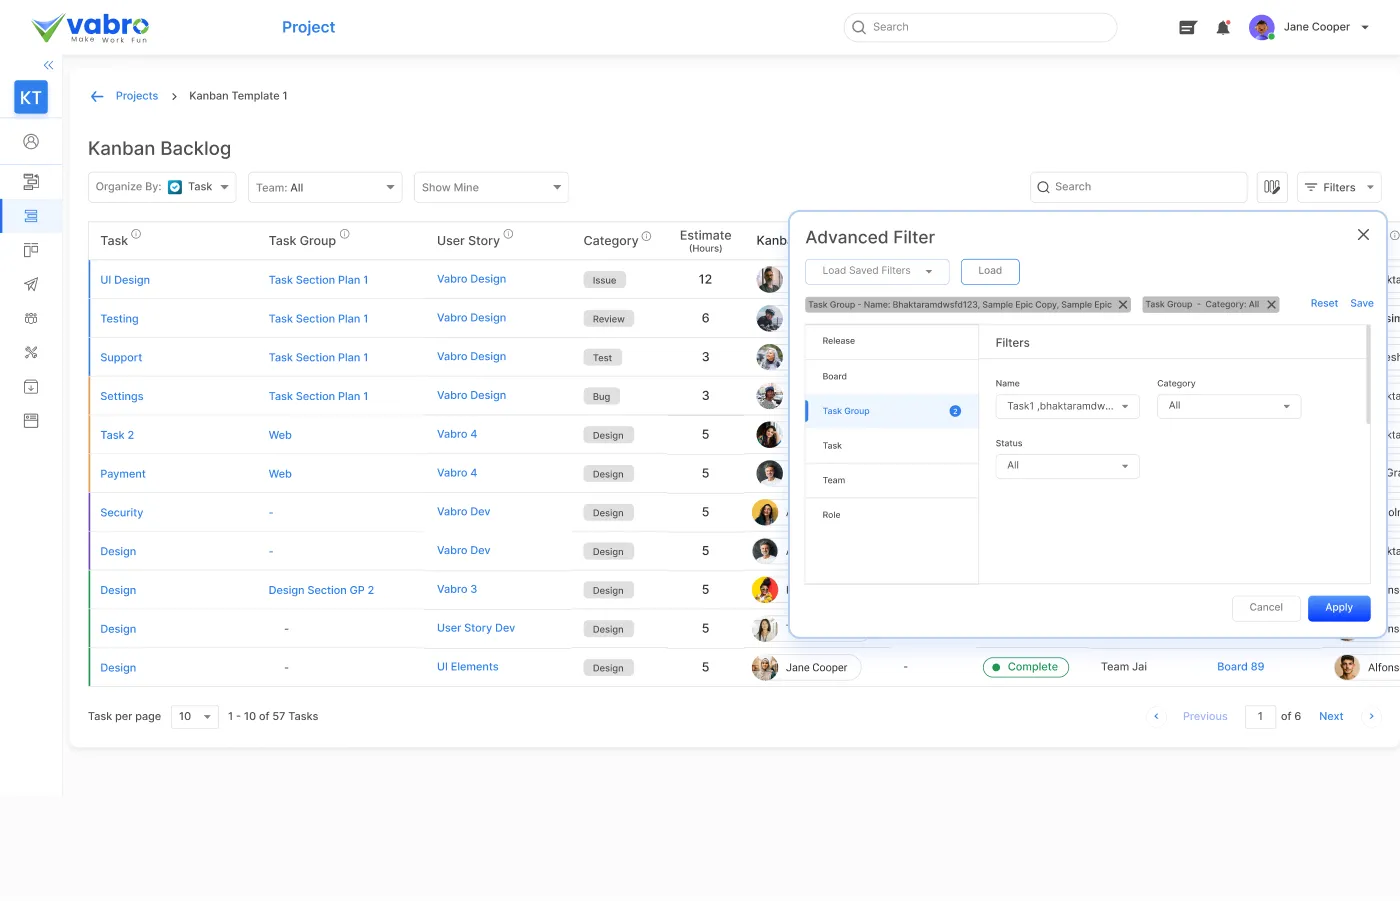 vabro
Make Work Fun
Project
Search
Jane Cooper
KT
Projects > Kanban Template 1
Kanban Backlog
Organize By: Task
Team: All
Show Mine
Search
Filters
Task
Task Group
User Story
Category
Estimate
(Hours)
Kanb
UI Design Task Section Plan 1 Vabro Design Issue 12
Testing Task Section Plan 1 Vabro Design Review 6
Support Task Section Plan 1 Vabro Design Test 3
Settings Task Section Plan 1 Vabro Design Bug 3
Task 2 Web Vabro 4 Design 5
Payment Web Vabro 4 Design 5
Security - Vabro Dev Design 5
Design - Vabro Dev Design 5
Design Design Section GP 2 Vabro 3 Design 5
Design - User Story Dev Design 5
Design - UI Elements Design 5 Jane Cooper - Complete Team Jai Board 89 Alfons
Advanced Filter
Load Saved Filters
Load
Task Group - Name: Bhaktaramdwsfd123, Sample Epic Copy, Sample Epic
Task Group - Category: All
Reset Save
Release
Board
Task Group 2
Task
Team
Role
Filters
Name
Task1 ,bhaktaramdw...
Category
All
Status
All
Cancel
Apply
Task per page 10 1 - 10 of 57 Tasks
Previous 1 of 6 Next